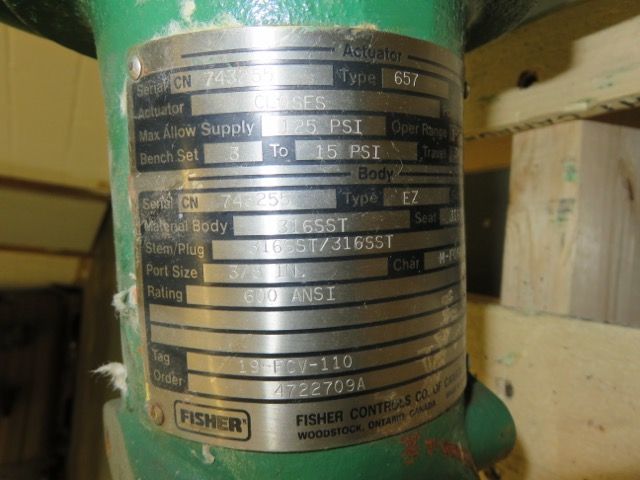 Actuator
Serial CN 743255 Type 657
Actuator CLOSES
Max Allow Supply 125 PSI Oper Range
Bench Set 3 To 15 PSI Travel
Body
Serial CN 743255 Type EZ
Material Body 316SST Seat
Stem/Plug 316SST/316SST
Port Size 3/8 IN. Char
Rating 600 ANSI
Tag 19-FCV-110
Order 4722709A
FISHER FISHER CONTROLS CO. OF
WOODSTOCK, ONTARIO, CANADA